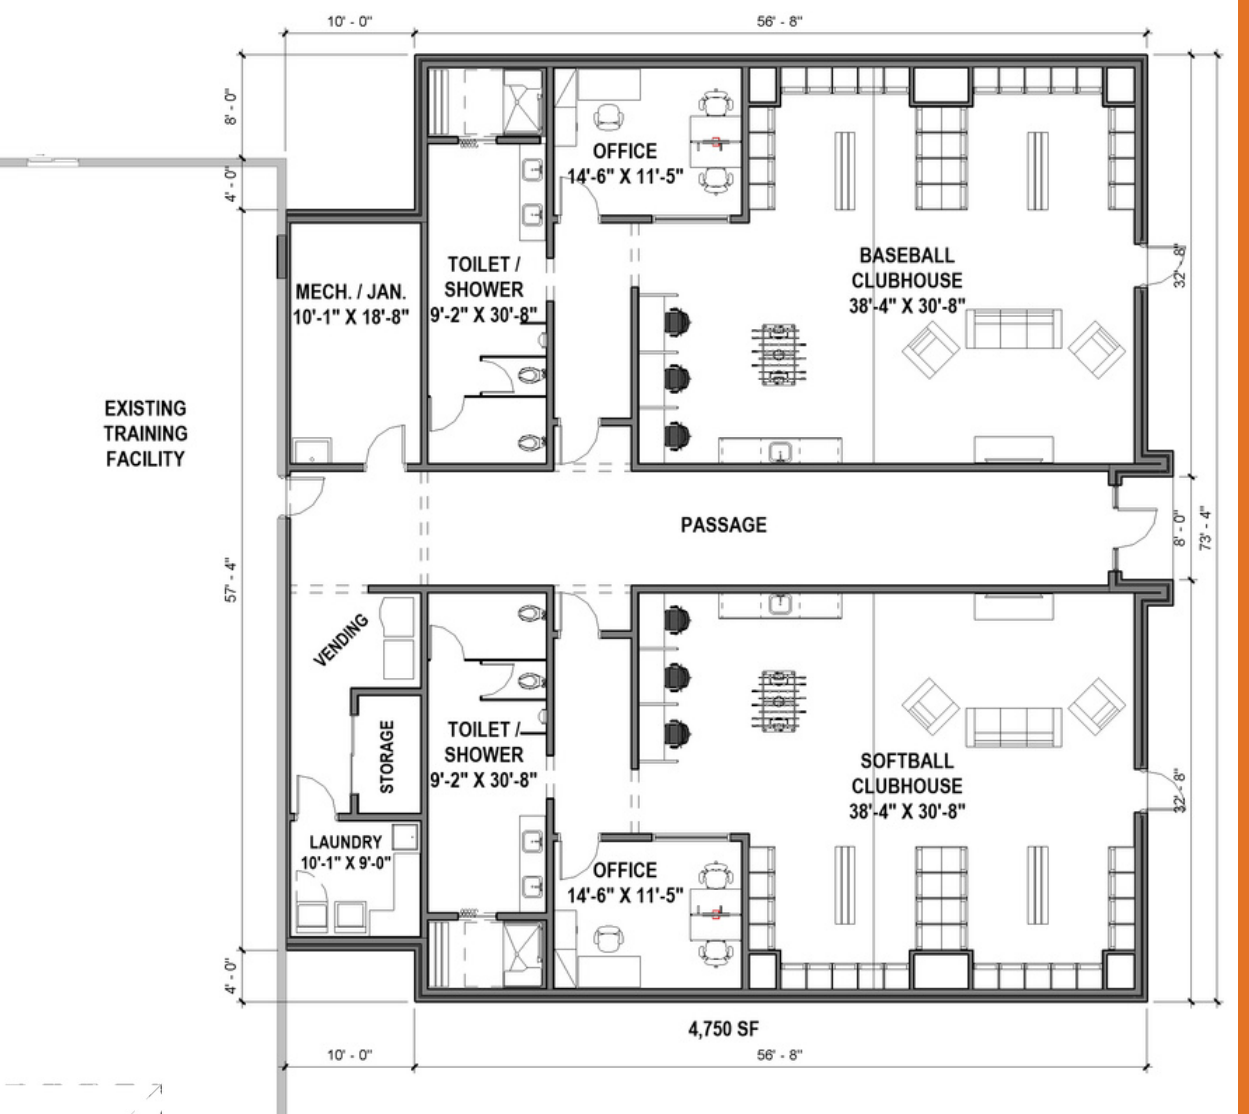 10' - 0"
56' - 8"
8' - 0"
4' - 0"
OFFICE
14'-6" X 11'-5"
TOILET /
SHOWER
9'-2" X 30'-8"
MECH. / JAN.
10'-1" X 18'-8"
BASEBALL
CLUBHOUSE
38'-4" X 30'-8"
32' - 8"
EXISTING
TRAINING
FACILITY
PASSAGE
8' - 0"
73' - 4"
57' - 4"
VENDING
STORAGE
TOILET /
SHOWER
9'-2" X 30'-8"
SOFTBALL
CLUBHOUSE
38'-4" X 30'-8"
32' - 8"
LAUNDRY
10'-1" X 9'-0"
OFFICE
14'-6" X 11'-5"
4' - 0"
4,750 SF
10' - 0"
56' - 8"